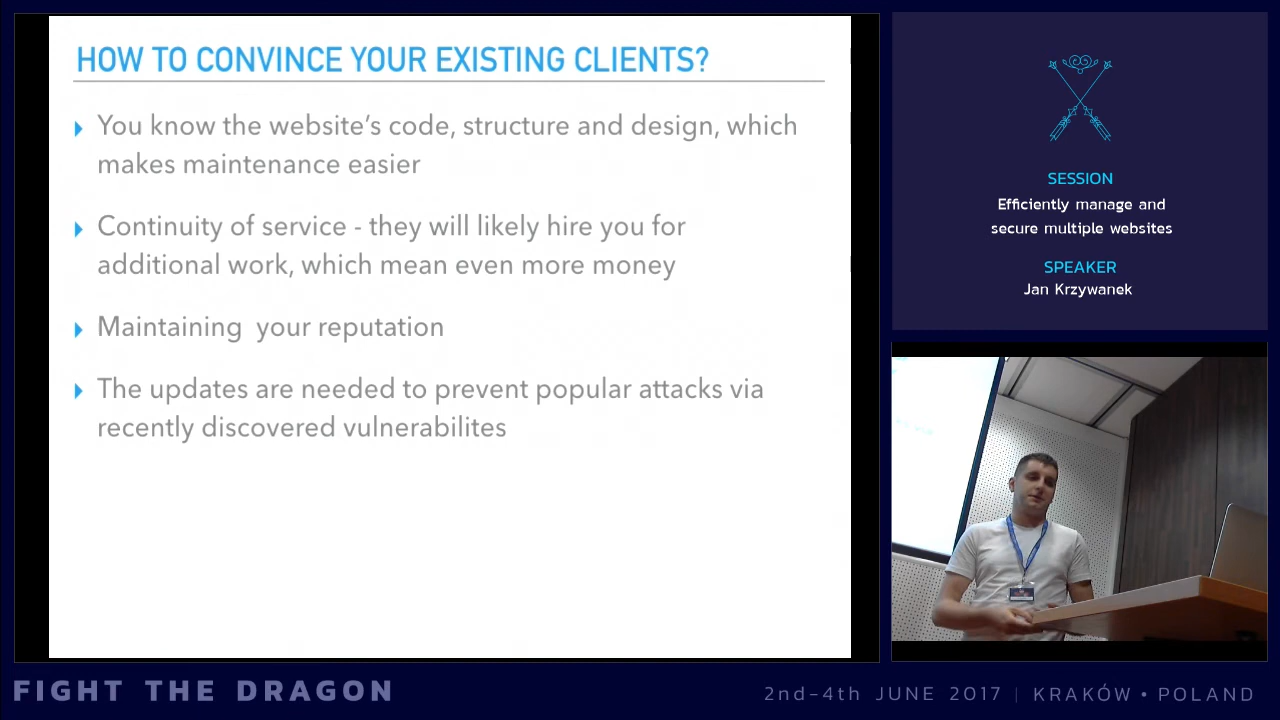 HOW TO CONVINCE YOUR EXISTING CLIENTS?
You know the website’s code, structure and design, which
makes maintenance easier
Continuity of service - they will likely hire you for
additional work, which mean even more money
Maintaining  your reputation
The updates are needed to prevent popular attacks via
recently discovered vulnerabilites
SESSION
Efficiently manage and
secure multiple websites
SPEAKER
Jan Krzywanek
FIGHT THE DRAGON
2nd-4th JUNE 2017 | KRAKÓW • POLAND